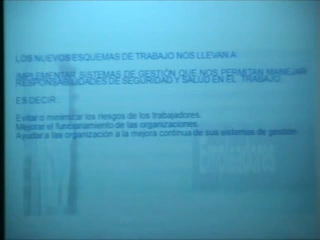 LOS NUEVOS ESQUEMAS DE TRABAJO NOS LLEVAN A:
IMPLEMENTAR SISTEMAS DE GESTIÓN QUE NOS PERMITAN MANEJAR
RESPONSABILIDADES DE SEGURIDAD Y SALUD EN EL TRABAJO.
ES DECIR:
Evitar o minimizar los riesgos de los trabajadores.
Mejorar el funcionamiento de las organizaciones.
Ayudar a las organización a la mejora continua de sus sistemas de gestión.
Empleadores